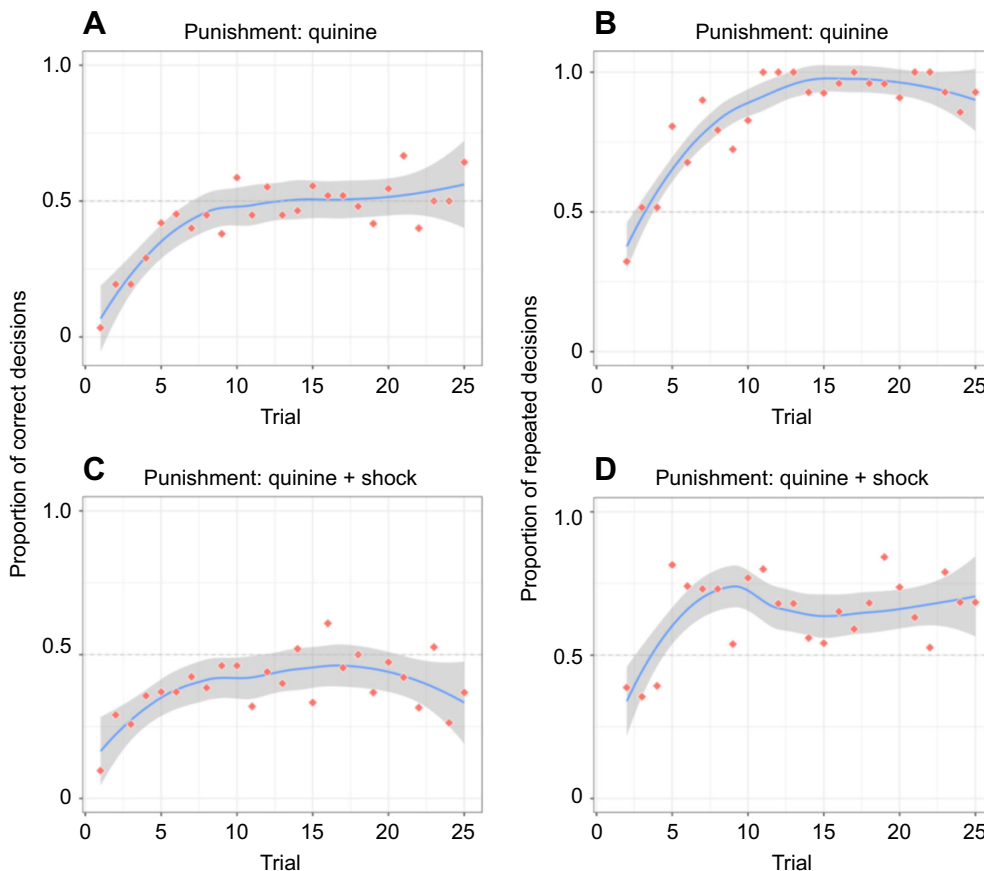 A
Punishment: quinine
1.0
0.5
0
0
5
10
15
20
25
Trial
Proportion of correct decisions
B
Punishment: quinine
1.0
0.5
0
0
5
10
15
20
25
Trial
Proportion of repeated decisions
C
Punishment: quinine + shock
1.0
0.5
0
0
5
10
15
20
25
Trial
D
Punishment: quinine + shock
1.0
0.5
0
0
5
10
15
20
25
Trial